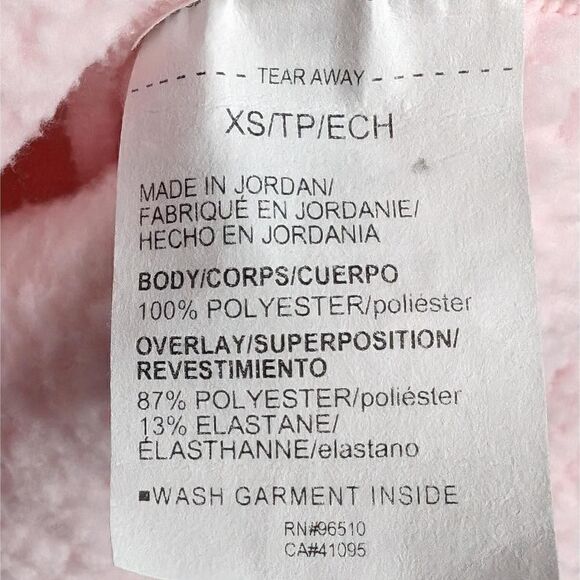 - - - - - - - TEAR AWAY - - - - - - -
XS/TP/ECH
MADE IN JORDAN/
FABRIQUÉ EN JORDANIE/
HECHO EN JORDANIA
BODY/CORPS/CUERPO
100% POLYESTER/poliéster
OVERLAY/SUPERPOSITION/
REVESTIMIENTO
87% POLYESTER/poliéster
13% ELASTANE/
ÉLASTHANNE/elastano
■WASH GARMENT INSIDE
RN#96510
CA#41095